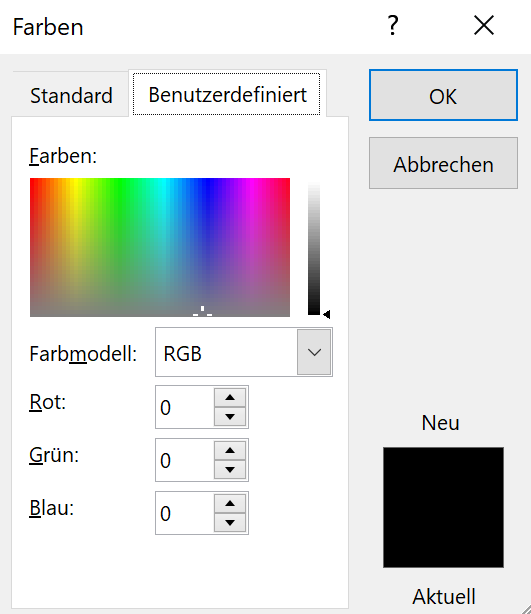 Farben ?
Standard
Benutzerdefiniert
OK
Abbrechen
Farben:
Farbmodell: RGB
Rot: 0
Grün: 0
Blau: 0
Neu
Aktuell